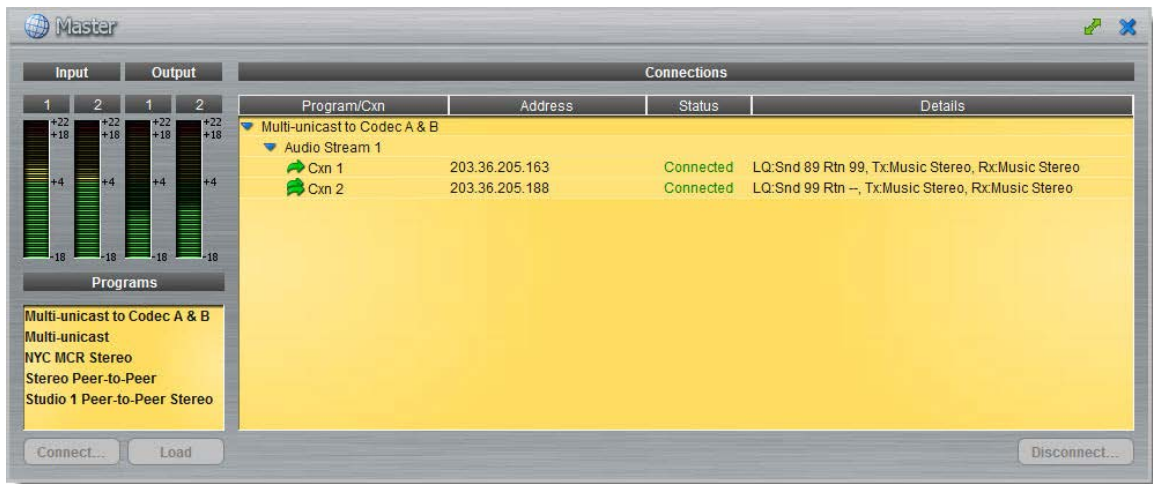 Master
Input Output
Connections
1 2 1 2
Program/Cxn Address Status Details
+22 +22 +22 +22
+18 +18 +18 +18
+4 +4 +4 +4
-18 -18 -18 -18
Multi-unicast to Codec A & B
Audio Stream 1
Cxn 1 203.36.205.163 Connected LQ:Snd 89 Rtn 99, Tx:Music Stereo, Rx:Music Stereo
Cxn 2 203.36.205.188 Connected LQ:Snd 99 Rtn --, Tx:Music Stereo, Rx:Music Stereo
Programs
Multi-unicast to Codec A & B
Multi-unicast
NYC MCR Stereo
Stereo Peer-to-Peer
Studio 1 Peer-to-Peer Stereo
Connect... Load
Disconnect...